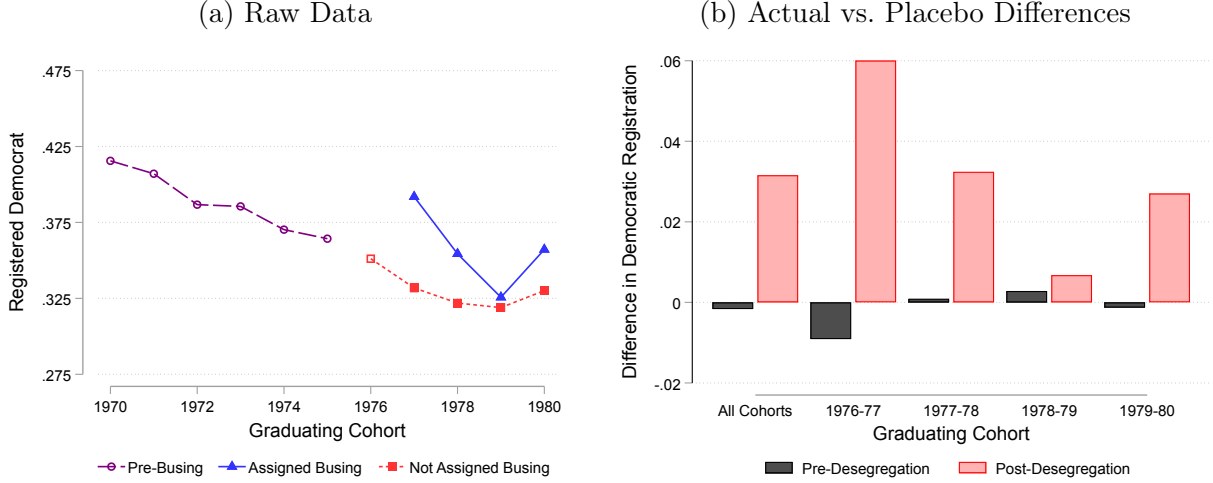 (a) Raw Data
.475
.425
.375
.325
.275
Registered Democrat
1970
1972
1974
1976
1978
1980
Graduating Cohort
Pre-Busing
Assigned Busing
Not Assigned Busing
(b) Actual vs. Placebo Differences
.06
.04
.02
0
-.02
Difference in Democratic Registration
All Cohorts
1976-77
1977-78
1978-79
1979-80
Graduating Cohort
Pre-Desegregation
Post-Desegregation